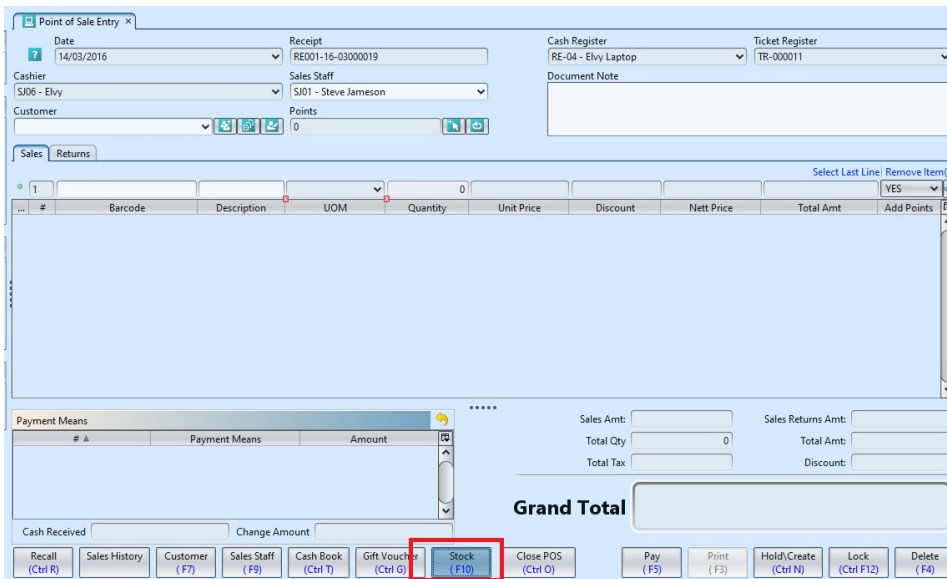 Point of Sale Entry ×
Date Receipt Cash Register Ticket Register
? 14/03/2016 RE001-16-03000019 RE-04 - Elvy Laptop TR-000011
Cashier Sales Staff Document Note
SJ06 - Elvy SJ01 - Steve Jameson
Customer Points
0
Sales Returns
Select Last Line Remove Item(
1 0 YES
... # Barcode Description UOM Quantity Unit Price Discount Nett Price Total Amt Add Points
Payment Means
# Payment Means Amount
Sales Amt: Sales Returns Amt:
Total Qty 0 Total Amt:
Total Tax Discount:
Grand Total
Cash Received Change Amount
Recall Sales History Customer Sales Staff Cash Book Gift Voucher Stock Close POS Pay Print Hold\Create Lock Delete
(Ctrl R) ( F7) ( F9) (Ctrl T) (Ctrl G) ( F10) (Ctrl O) ( F5) ( F3) (Ctrl N) (Ctrl F12) ( F4)